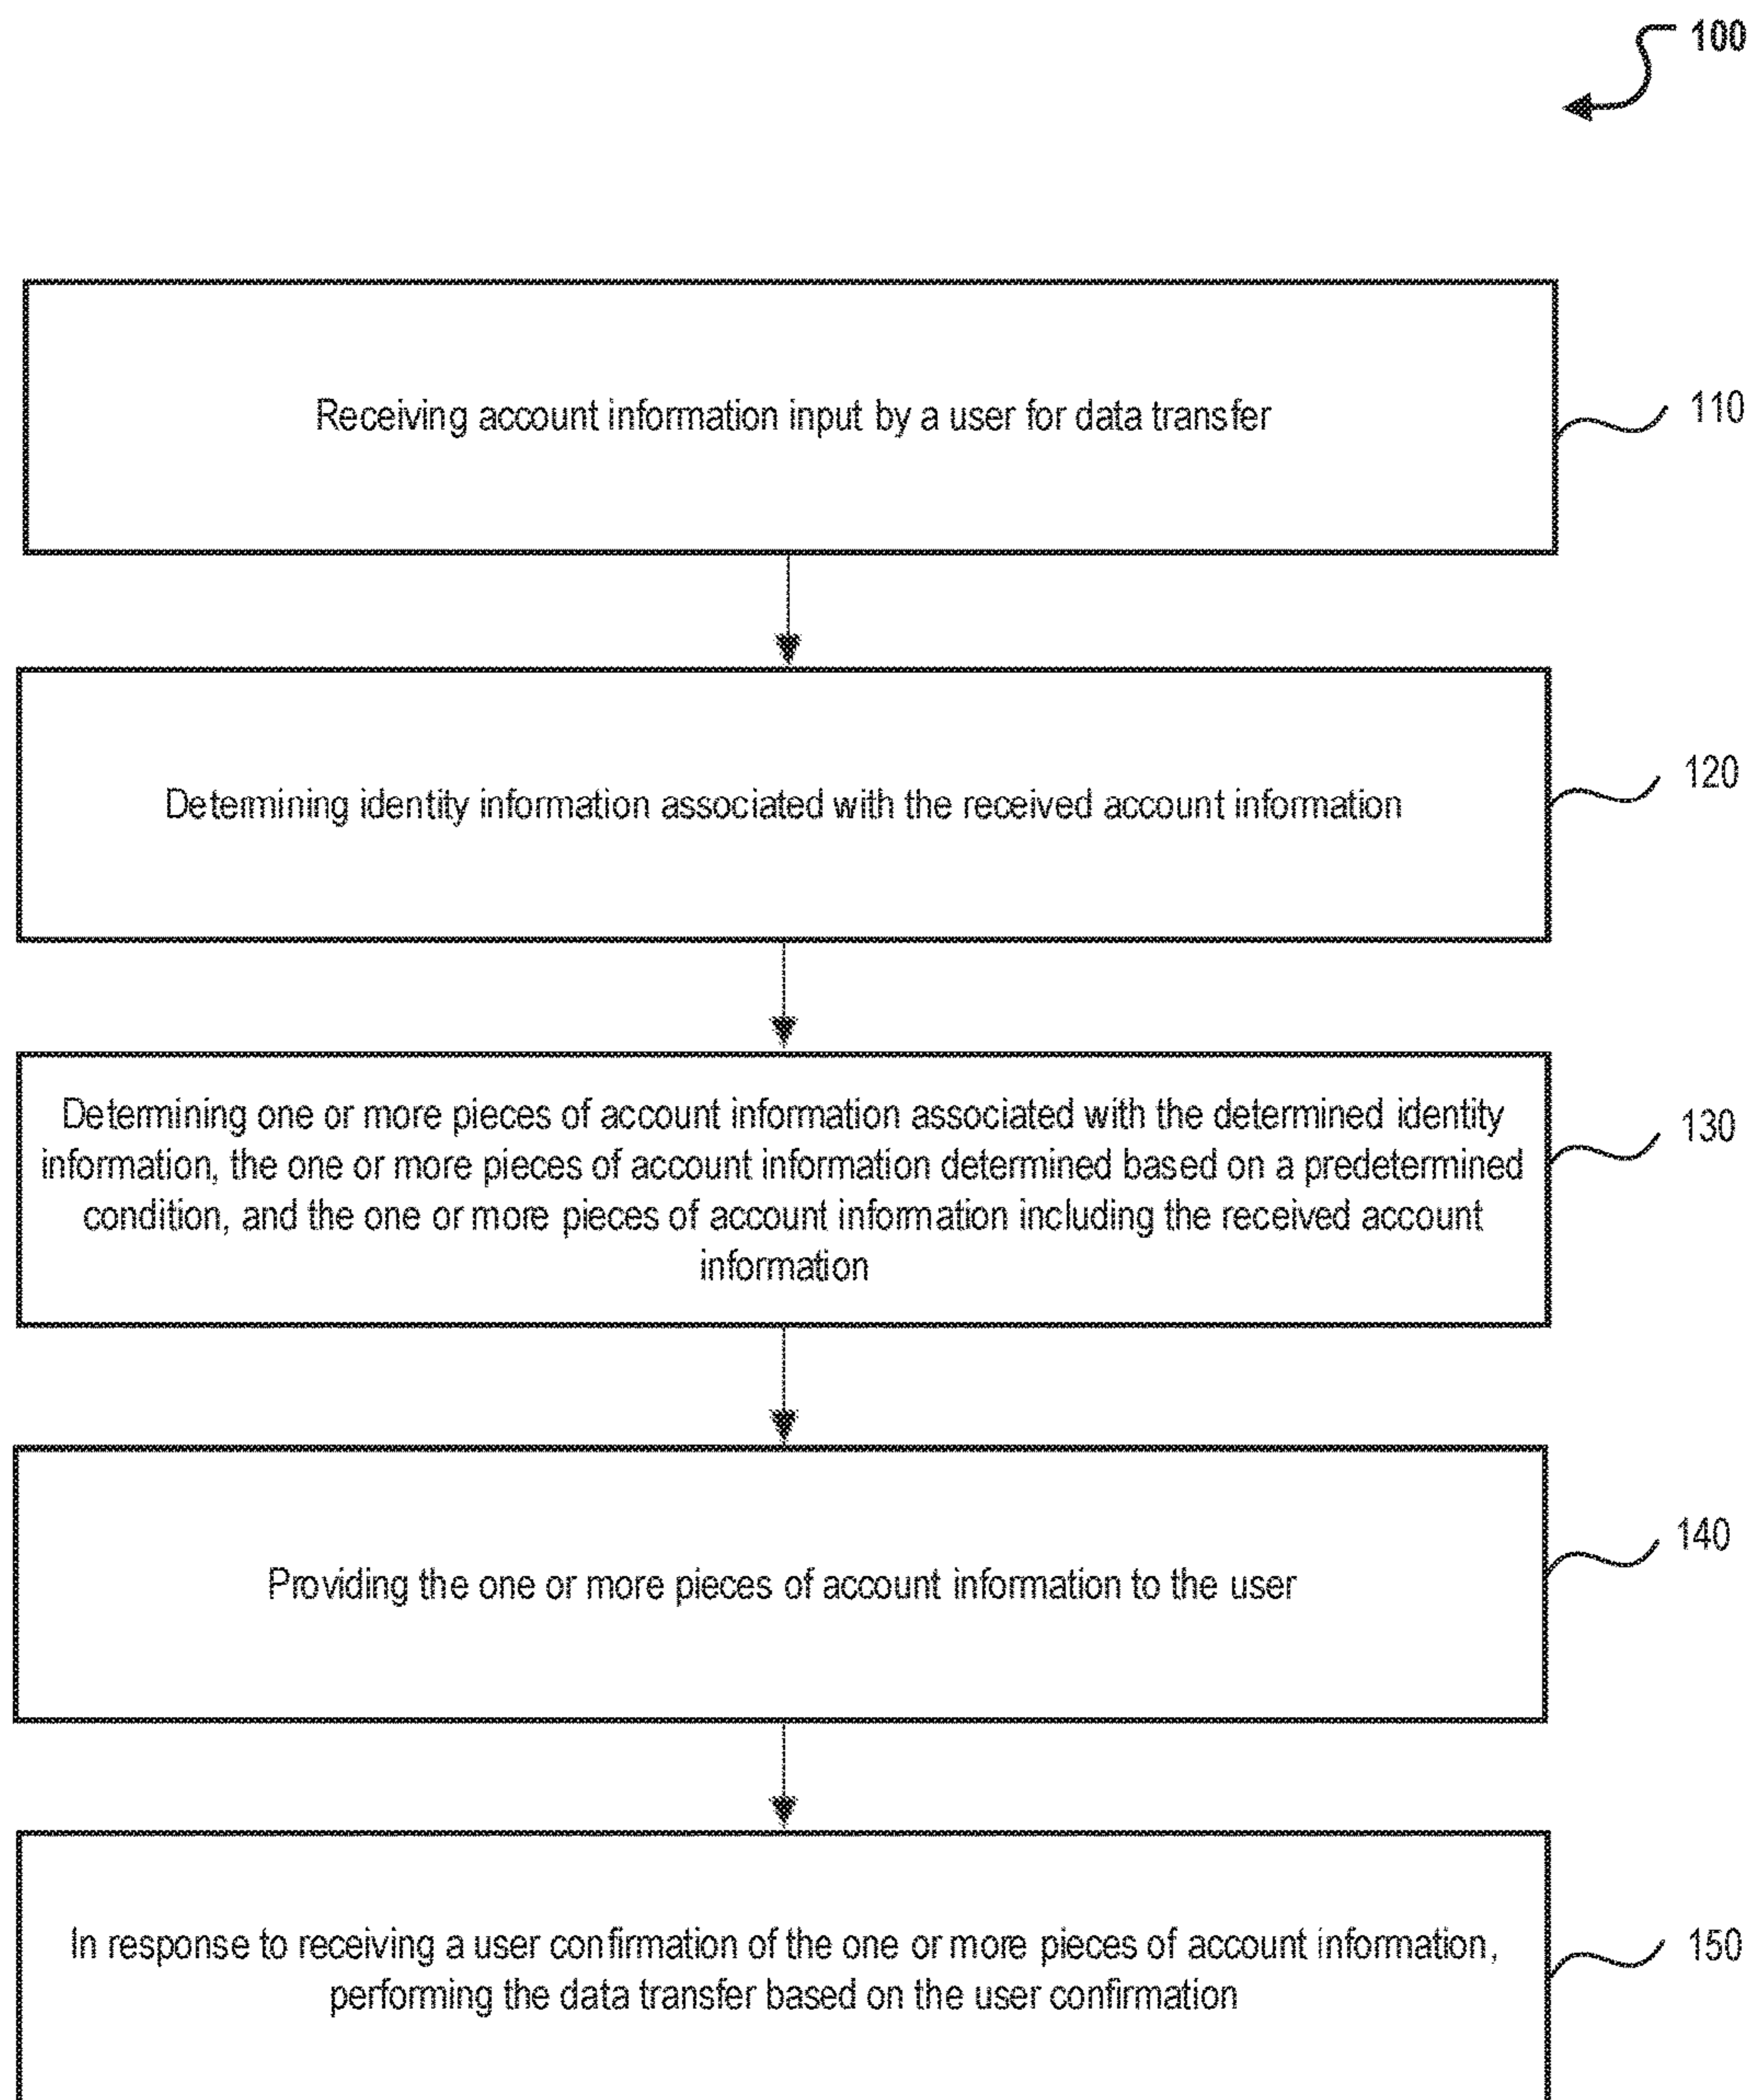 100
Receiving account information input by a user for data transfer
110
Determining identity information associated with the received account information
120
Determining one or more pieces of account information associated with the determined identity
information, the one or more pieces of account information determined based on a predetermined
condition, and the one or more pieces of account information including the received account
information
130
Providing the one or more pieces of account information to the user
140
In response to receiving a user confirmation of the one or more pieces of account information,
performing the data transfer based on the user confirmation
150